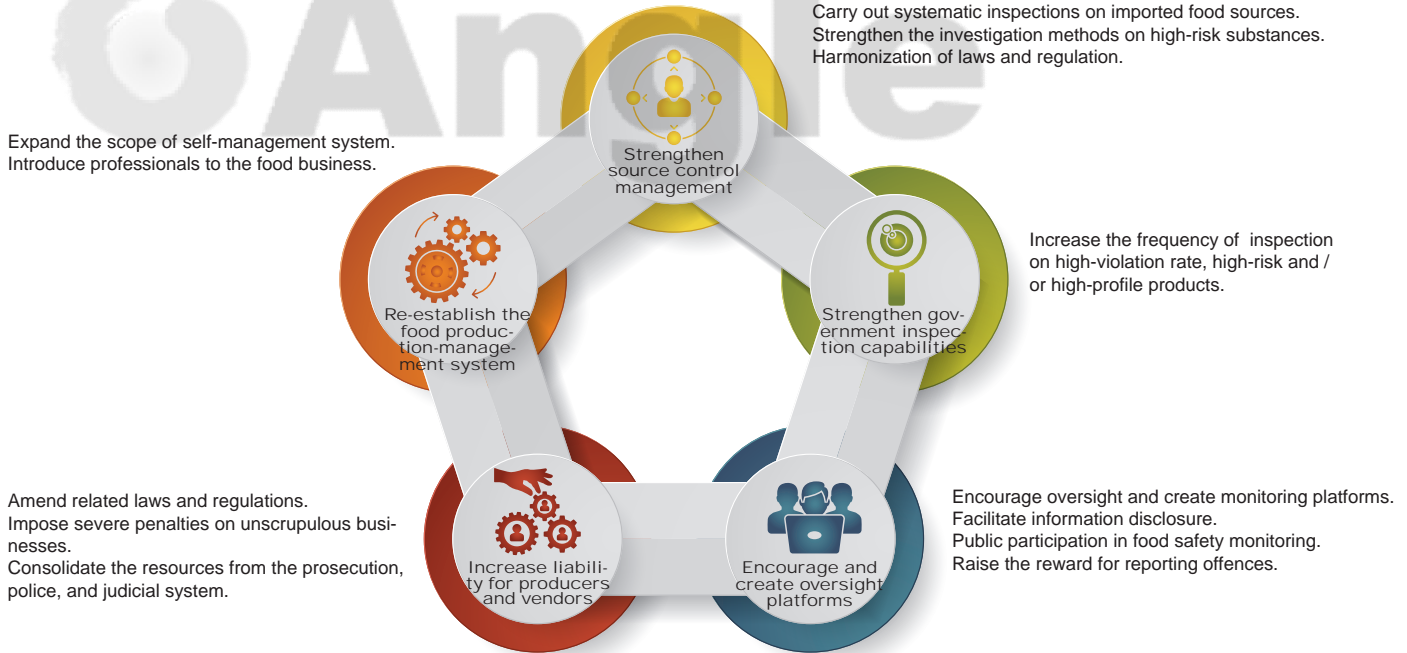 Angle
Carry out systematic inspections on imported food sources.
Strengthen the investigation methods on high-risk substances.
Harmonization of laws and regulation.
Strengthen
source control
management
Expand the scope of self-management system.
Introduce professionals to the food business.
Re-establish the
food produc-
tion-manage-
ment system
Strengthen gov-
ernment inspec-
tion capabilities
Increase the frequency of inspection
on high-violation rate, high-risk and /
or high-profile products.
Amend related laws and regulations.
Impose severe penalties on unscrupulous busi-
nesses.
Consolidate the resources from the prosecution,
police, and judicial system.
Increase liabili-
ty for producers
and vendors
Encourage and
create oversight
platforms
Encourage oversight and create monitoring platforms.
Facilitate information disclosure.
Public participation in food safety monitoring.
Raise the reward for reporting offences.